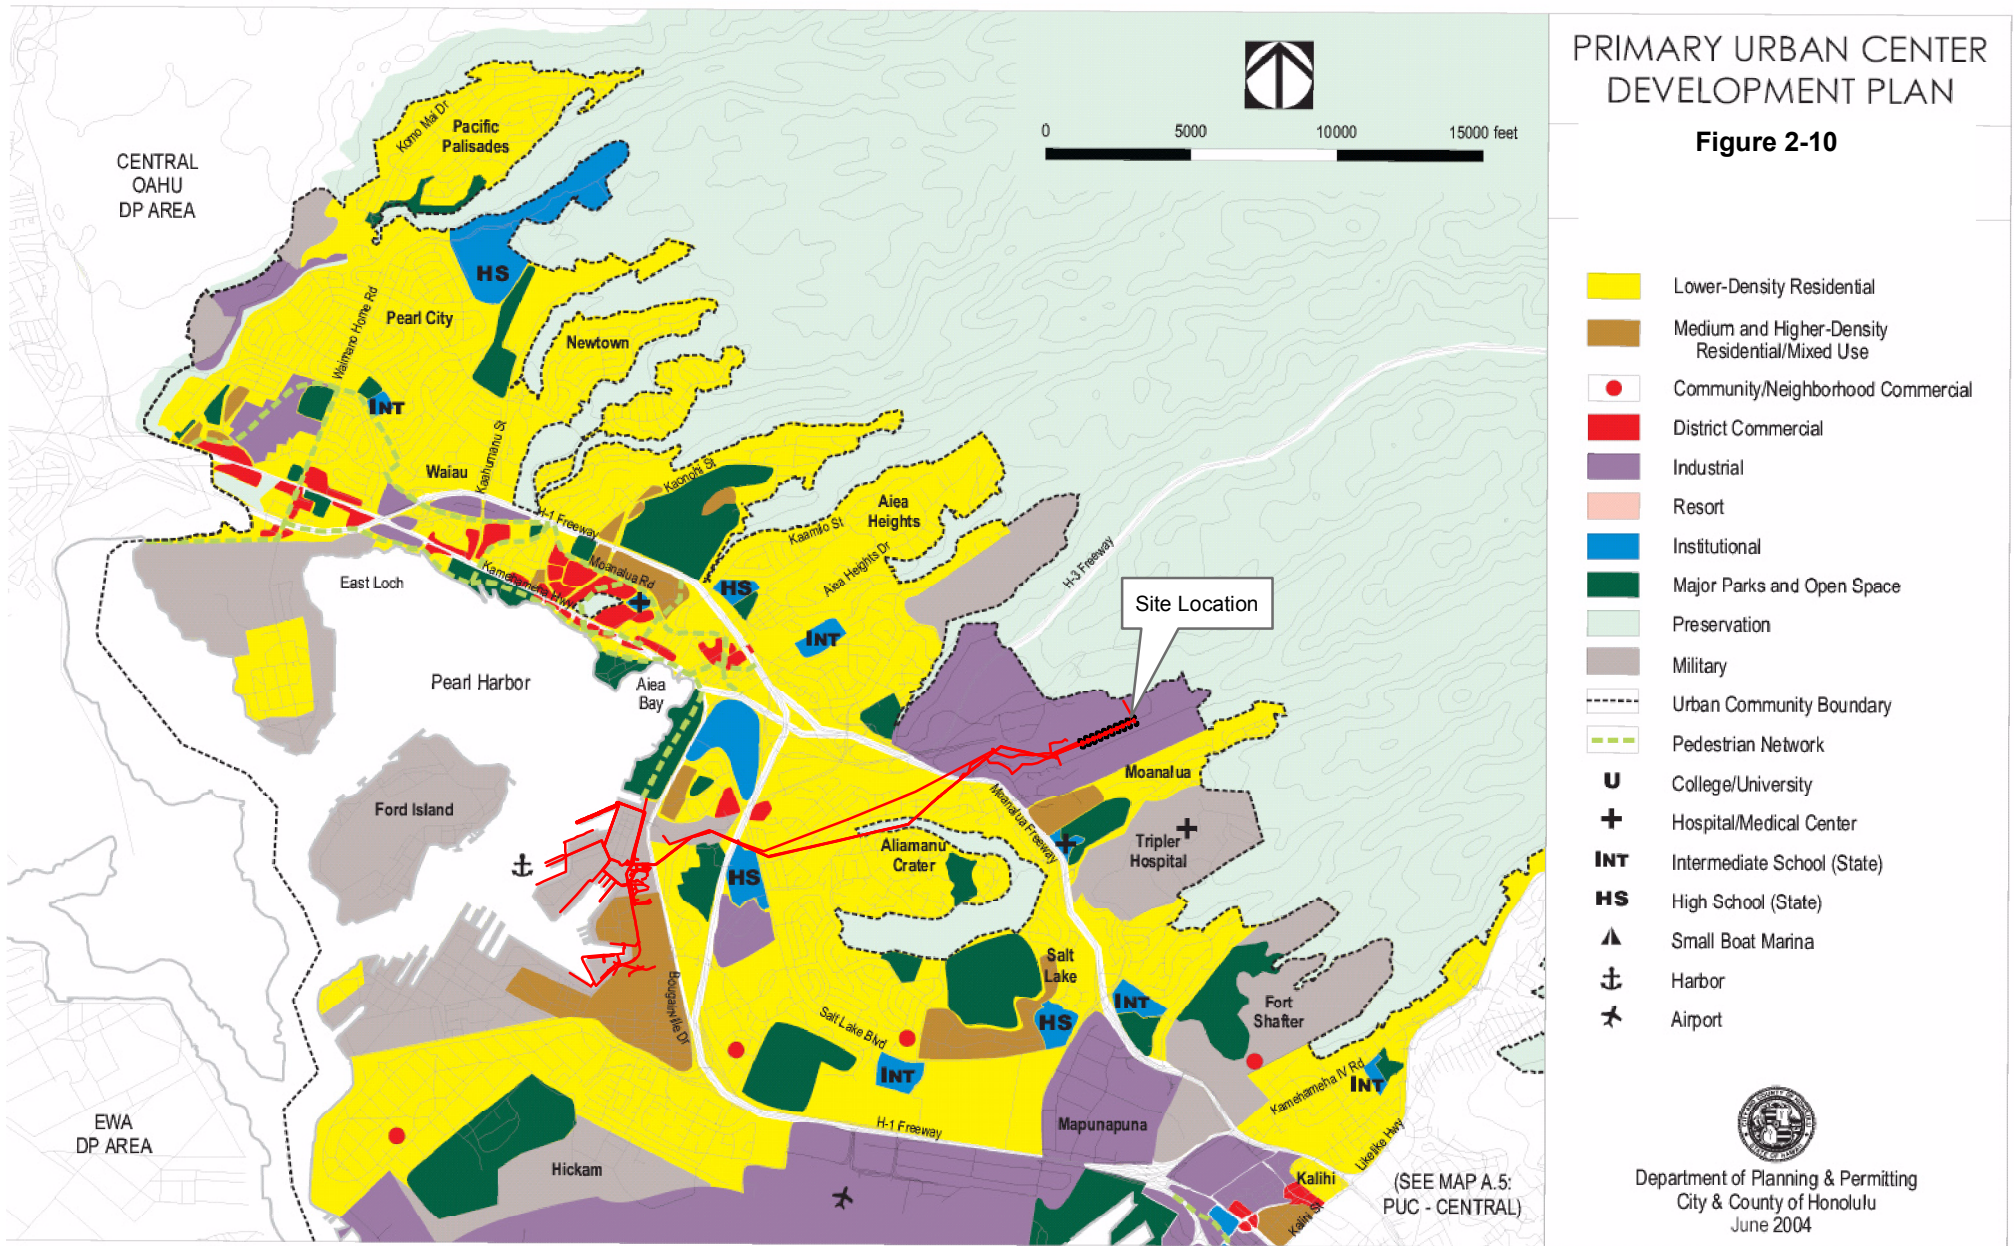 PRIMARY URBAN CENTER
DEVELOPMENT PLAN
Figure 2-10
0 5000 10000 15000 feet
CENTRAL
OAHU
DP AREA
Komo Mai Dr
Pacific
Palisades
HS
Pearl City
Waimano Home Rd
Newtown
INT
Waiau
Kaahumanu St
Kaonohi St
H-1 Freeway
Moanalua Rd
Kamehameha Hwy
Kaamilo St
Aiea
Heights
Aiea Heights Dr
HS
INT
H-3 Freeway
Site Location
East Loch
Pearl Harbor
Aiea
Bay
Ford Island
Moanalua
Moanalua Freeway
Tripler
Hospital
Aliamanu
Crater
HS
Salt
Lake
Bougainville Dr
Salt Lake Blvd
HS
INT
INT
Fort
Shafter
Kamehameha IV Rd
INT
Likelike Hwy
H-1 Freeway
Mapunapuna
Hickam
EWA
DP AREA
Kalihi
Kalihi St
(SEE MAP A.5:
PUC - CENTRAL)
Lower-Density Residential
Medium and Higher-Density
Residential/Mixed Use
Community/Neighborhood Commercial
District Commercial
Industrial
Resort
Institutional
Major Parks and Open Space
Preservation
Military
Urban Community Boundary
Pedestrian Network
U College/University
Hospital/Medical Center
INT Intermediate School (State)
HS High School (State)
Small Boat Marina
Harbor
Airport
Department of Planning & Permitting
City & County of Honolulu
June 2004